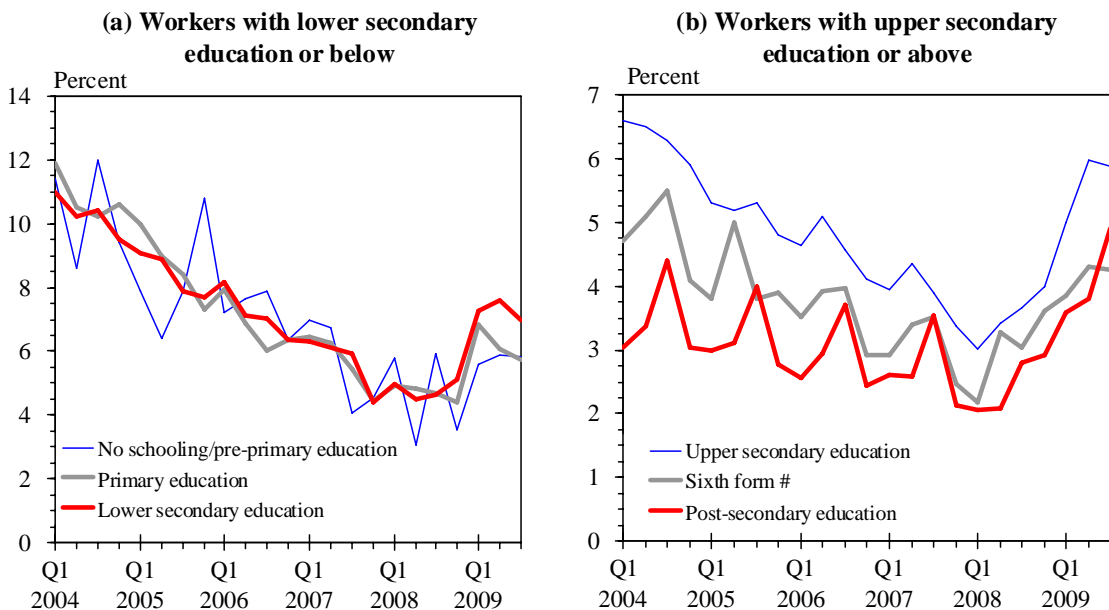 (a) Workers with lower secondary
education or below
Percent
14
12
10
8
6
4
2
0
No schooling/pre-primary education
Primary education
Lower secondary education
Q1 Q1 Q1 Q1 Q1 Q1
2004 2005 2006 2007 2008 2009
(b) Workers with upper secondary
education or above
Percent
7
6
5
4
3
2
1
0
Upper secondary education
Sixth form #
Post-secondary education
Q1 Q1 Q1 Q1 Q1 Q1
2004 2005 2006 2007 2008 2009